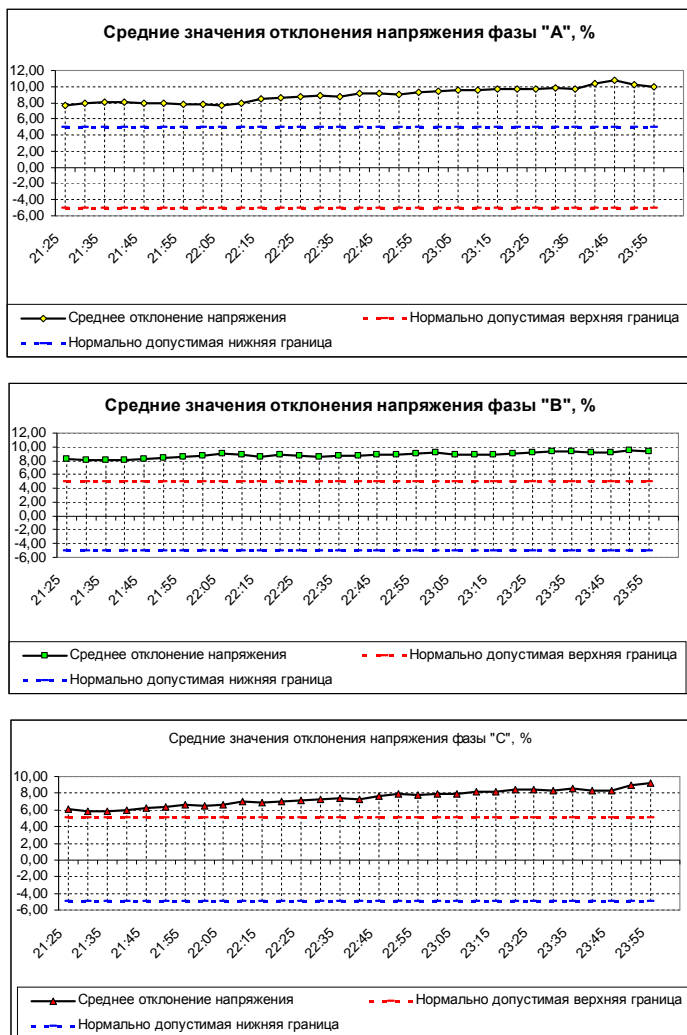 Средние значения отклонения напряжения фазы "А", %
12,00
10,00
8,00
6,00
4,00
2,00
0,00
-2,00
-4,00
-6,00
21:25 21:35 21:45 21:55 22:05 22:15 22:25 22:35 22:45 22:55 23:05 23:15 23:25 23:35 23:45 23:55
Среднее отклонение напряжения Нормально допустимая верхняя граница
Нормально допустимая нижняя граница
Средние значения отклонения напряжения фазы "В", %
12,00
10,00
8,00
6,00
4,00
2,00
0,00
-2,00
-4,00
-6,00
21:25 21:35 21:45 21:55 22:05 22:15 22:25 22:35 22:45 22:55 23:05 23:15 23:25 23:35 23:45 23:55
Среднее отклонение напряжения Нормально допустимая верхняя граница
Нормально допустимая нижняя граница
Средние значения отклонения напряжения фазы "С", %
10,00
8,00
6,00
4,00
2,00
0,00
-2,00
-4,00
-6,00
21:25 21:35 21:45 21:55 22:05 22:15 22:25 22:35 22:45 22:55 23:05 23:15 23:25 23:35 23:45 23:55
Среднее отклонение напряжения Нормально допустимая верхняя граница
Нормально допустимая нижняя граница